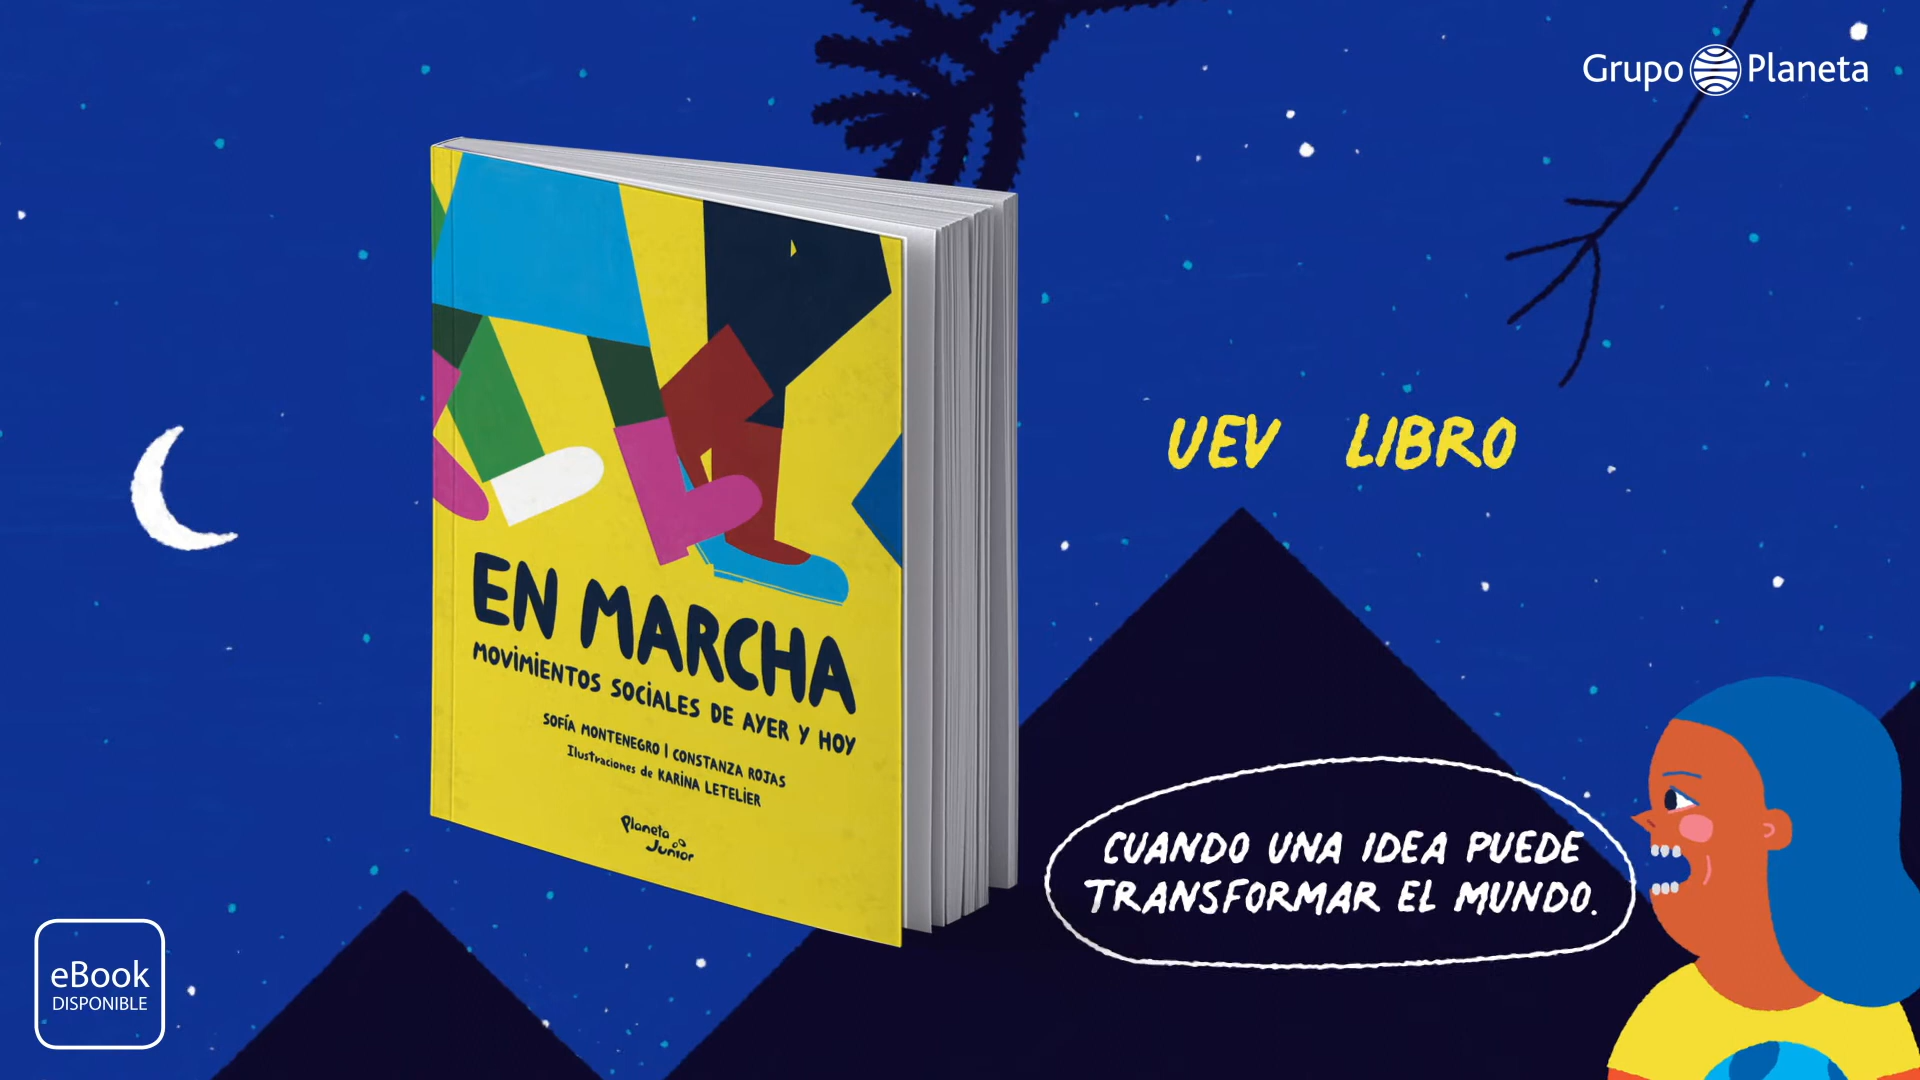 Grupo Planeta
UEV LIBRO
EN MARCHA
MOVIMIENTOS SOCIALES DE AYER Y HOY
SOFÍA MONTENEGRO | CONSTANZA ROJAS
Ilustraciones de KARINA LETELIER
Planeta
Junior
CUANDO UNA IDEA PUEDE
TRANSFORMAR EL MUNDO.
eBook
DISPONIBLE